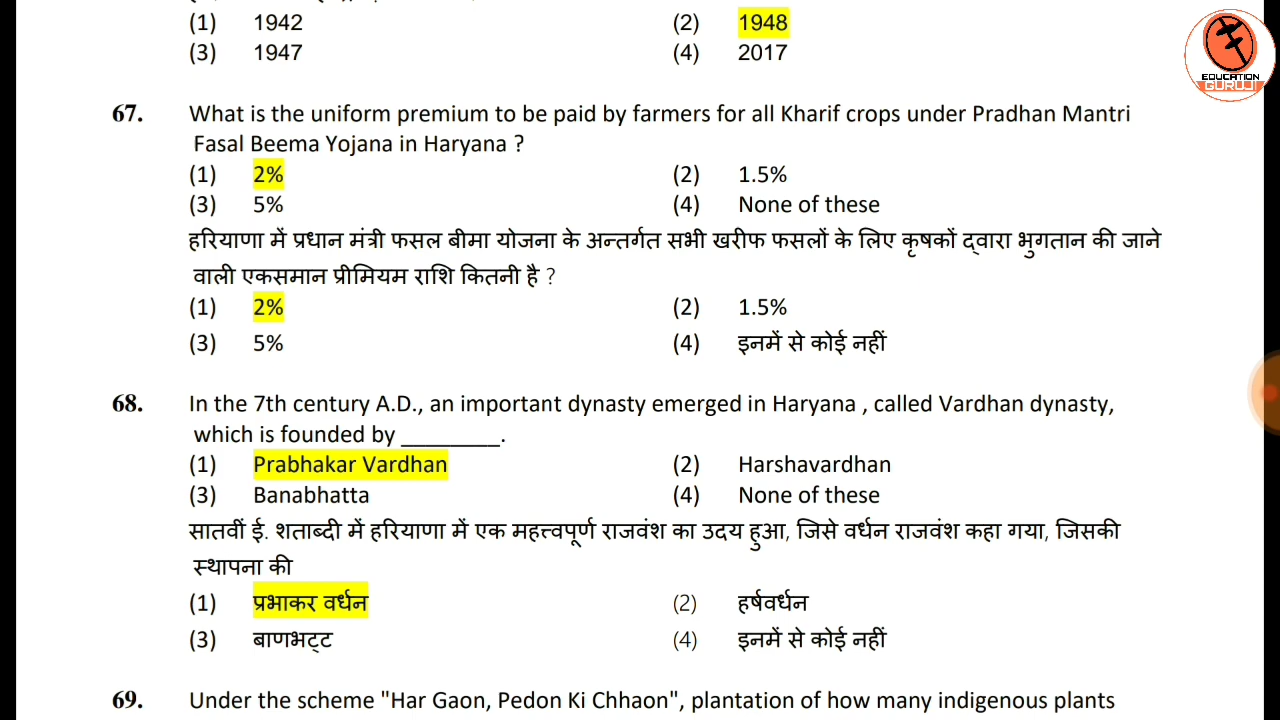 (1) 1942 (2) 1948
(3) 1947 (4) 2017
EDUCATION
GURUJI
67. What is the uniform premium to be paid by farmers for all Kharif crops under Pradhan Mantri
Fasal Beema Yojana in Haryana ?
(1) 2% (2) 1.5%
(3) 5% (4) None of these
हरियाणा में प्रधान मंत्री फसल बीमा योजना के अन्तर्गत सभी खरीफ फसलों के लिए कृषकों द्वारा भुगतान की जाने
वाली एकसमान प्रीमियम राशि कितनी है ?
(1) 2% (2) 1.5%
(3) 5% (4) इनमें से कोई नहीं
68. In the 7th century A.D., an important dynasty emerged in Haryana , called Vardhan dynasty,
which is founded by ________.
(1) Prabhakar Vardhan (2) Harshavardhan
(3) Banabhatta (4) None of these
सातवीं ई. शताब्दी में हरियाणा में एक महत्त्वपूर्ण राजवंश का उदय हुआ, जिसे वर्धन राजवंश कहा गया, जिसकी
स्थापना की
(1) प्रभाकर वर्धन (2) हर्षवर्धन
(3) बाणभट्ट (4) इनमें से कोई नहीं
69. Under the scheme "Har Gaon, Pedon Ki Chhaon", plantation of how many indigenous plants